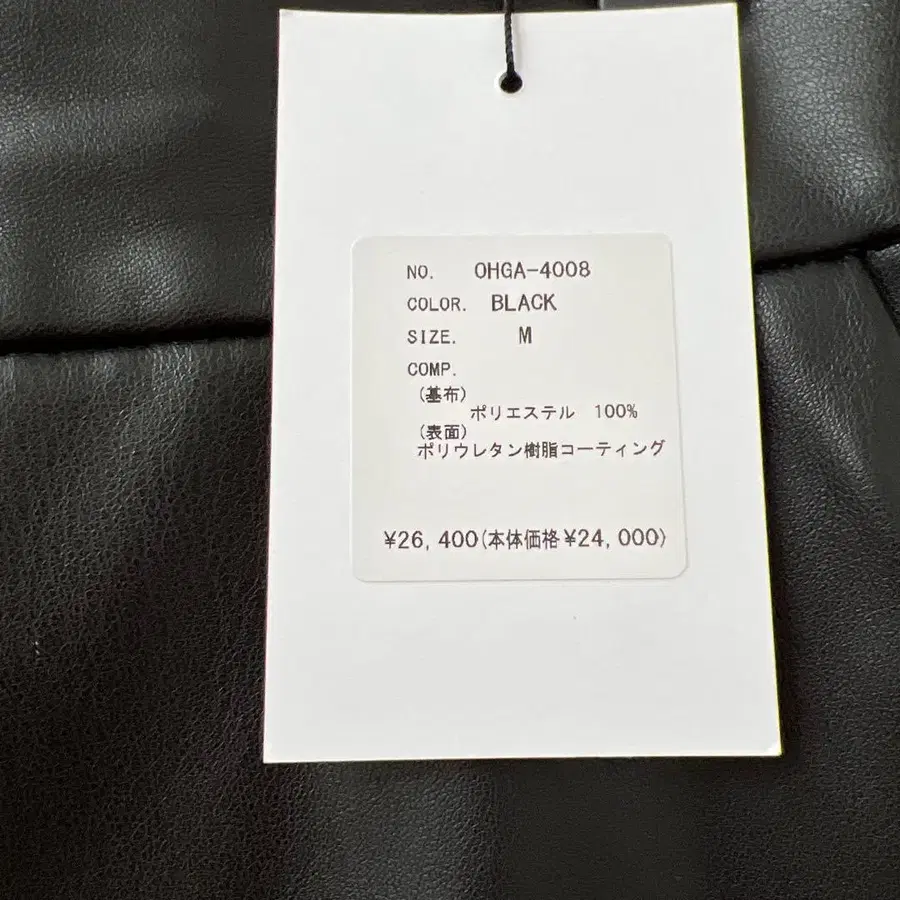 NO. OHGA-4008
COLOR. BLACK
SIZE. M
COMP.
(基布)
ポリエステル 100%
(表面)
ポリウレタン樹脂コーティング
¥26,400(本体価格¥24,000)